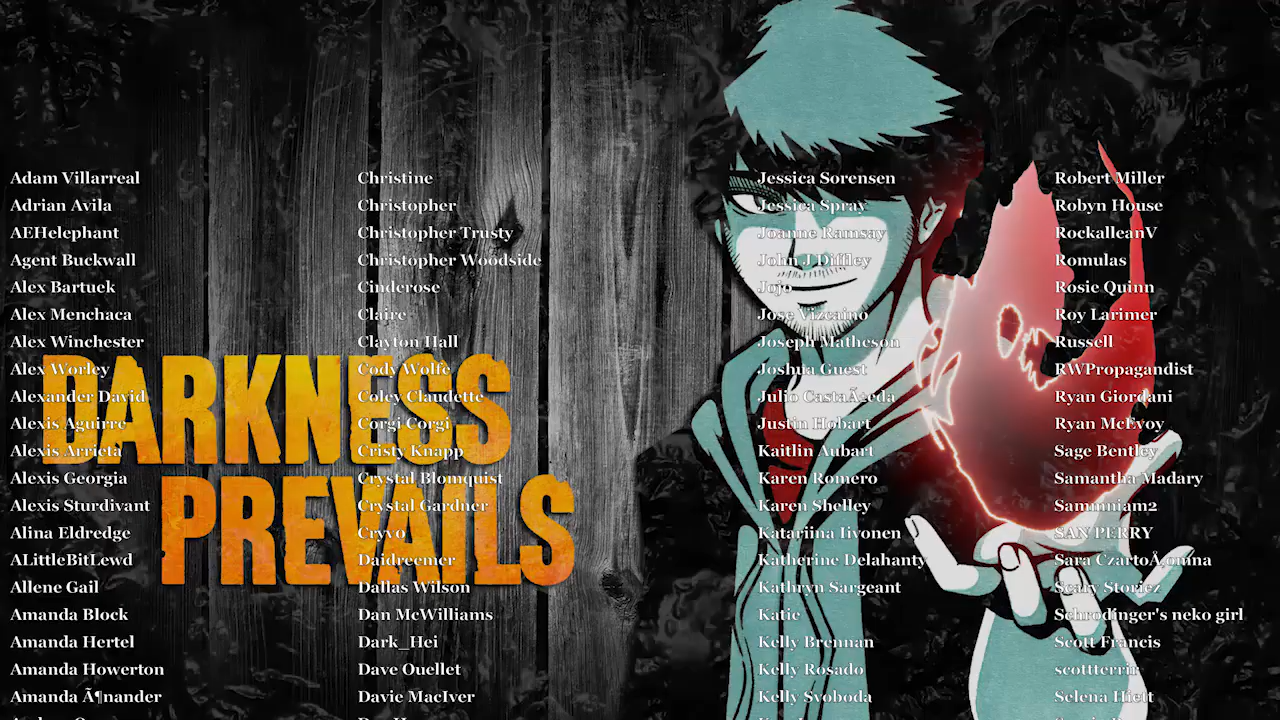 Adam Villarreal
Adrian Avila
AEHelephant
Agent Buckwall
Alex Bartuek
Alex Menchaca
Alex Winchester
Alex Worley
Alexander David
Alexis Aguirre
Alexis Arrieta
Alexis Georgia
Alexis Sturdivant
Alina Eldredge
ALittleBitLewd
Allene Gail
Amanda Block
Amanda Hertel
Amanda Howerton
Amanda Ã¶nander
Christine
Christopher
Christopher Trusty
Christopher Woodside
Cinderose
Claire
Clayton Hall
Cody Wolfe
Coley Claudette
Corgi Corgi
Cristy Knapp
Crystal Blomquist
Crystal Gardner
Cryvo
Daidreemer
Dallas Wilson
Dan McWilliams
Dark_Hei
Dave Ouellet
Davie MacIver
DARKNESS
PREVAILS
Jessica Sorensen
Jessica Spray
Joanne Ramsay
John J Diffley
Jojo
Jose Vizcaino
Joseph Matheson
Joshua Guest
Julio
Justin Hobart
Kaitlin Aubart
Karen Romero
Karen Shelley
Katariina Iivonen
Katherine Delahanty
Kathryn Sargeant
Katie
Kelly Brennan
Kelly Rosado
Kelly Svoboda
Robert Miller
Robyn House
RockalleanV
Romulas
Rosie Quinn
Roy Larimer
Russell
RWPropagandist
Ryan Giordani
Ryan McEvoy
Sage Bentley
Samantha Madary
SAN PERRY
Sara
Scary Storiez
Schrodinger's neko girl
Scott Francis
scottterrir
Selena Hiett